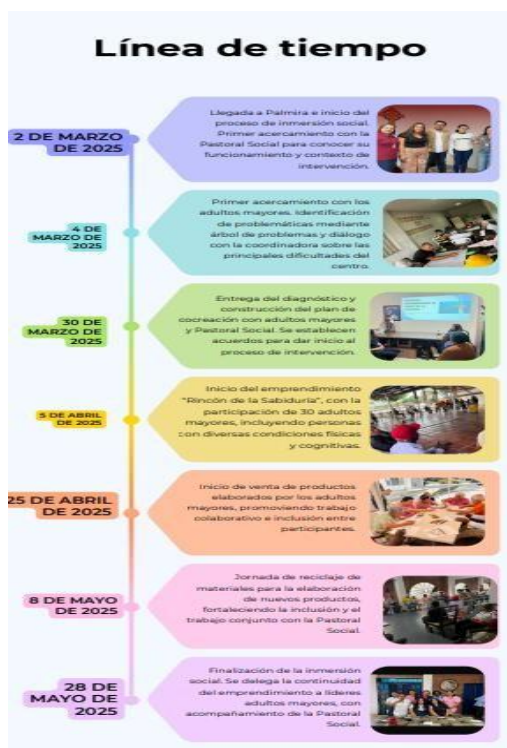 Línea de tiempo
2 DE MARZO
DE 2025
Llegada a Palmira e inicio del
proceso de inmersión social.
Primer acercamiento con la
Pastoral Social para conocer su
funcionamiento y contexto de
intervención.
4 DE
MARZO DE
2025
Primer acercamiento con los
adultos mayores. Identificación
de problemáticas mediante
árbol de problemas y diálogo
con la coordinadora sobre las
principales dificultades del
centro.
30 DE
MARZO DE
2025
Entrega del diagnóstico y
construcción del plan de
cocreación con adultos mayores
y Pastoral Social. Se establecen
acuerdos para dar inicio al
proceso de intervención.
5 DE ABRIL
DE 2025
Inicio del emprendimiento
"Rincón de la Sabiduría", con la
participación de 30 adultos
mayores, incluyendo personas
con diversas condiciones físicas
y cognitivas.
25 DE ABRIL
DE 2025
Inicio de venta de productos
elaborados por los adultos
mayores, promoviendo trabajo
colaborativo e inclusión entre
participantes.
8 DE MAYO
DE 2025
Jornada de reciclaje de
materiales para la elaboración
de nuevos productos,
fortaleciendo la inclusión y el
trabajo conjunto con la Pastoral
Social.
28 DE
MAYO DE
2025
Finalización de la inmersión
social. Se delega la continuidad
del emprendimiento a líderes
adultos mayores, con
acompañamiento de la Pastoral
Social.